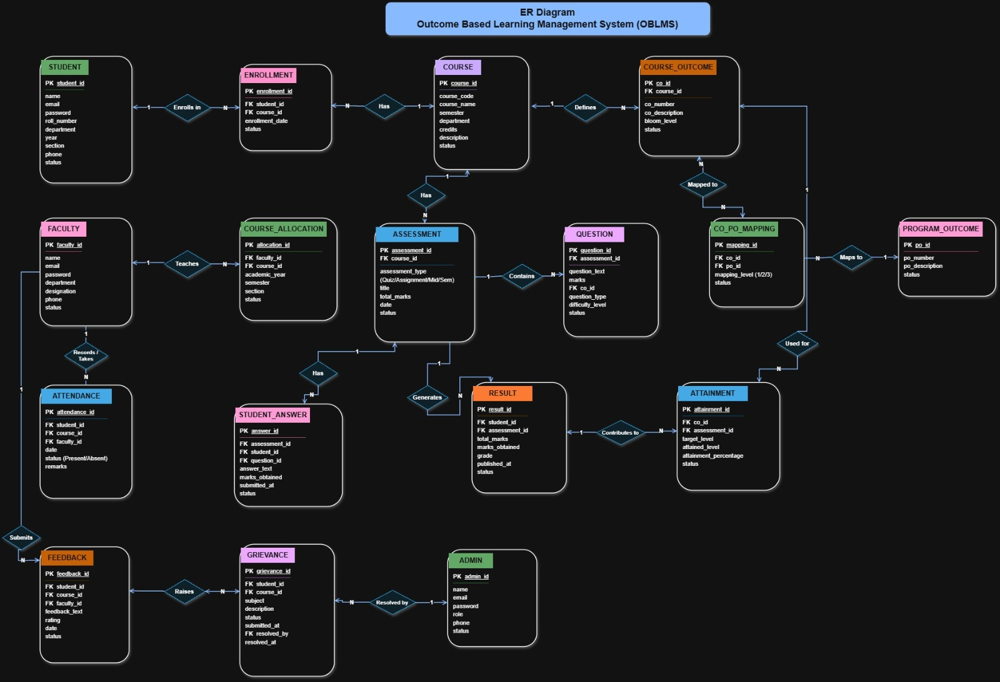 ER Diagram
Outcome Based Learning Management System (OBLMS)
STUDENT
PK student_id
name
email
password
roll_number
department
year
section
phone
status
1
Enrolls in
N
ENROLLMENT
PK enrollment_id
FK student_id
FK course_id
enrollment_date
status
N
Has
1
COURSE
PK course_id
course_code
course_name
semester
department
credits
description
status
1
Defines
N
COURSE_OUTCOME
PK co_id
FK course_id
co_number
co_description
bloom_level
status
1
Has
N
N
Mapped to
N
1
FACULTY
PK faculty_id
name
email
password
department
designation
phone
status
1
Teaches
N
COURSE_ALLOCATION
PK allocation_id
FK faculty_id
FK course_id
academic_year
semester
section
status
ASSESSMENT
PK assessment_id
FK course_id
assessment_type
(Quiz/Assignment/Mid/Sem)
title
total_marks
date
status
1
Contains
N
QUESTION
PK question_id
FK assessment_id
question_text
marks
FK co_id
question_type
difficulty_level
status
CO_PO_MAPPING
PK mapping_id
FK co_id
FK po_id
mapping_level (1/2/3)
status
N
Maps to
1
PROGRAM_OUTCOME
PK po_id
po_number
po_description
status
1
Records /
Takes
N
1
Has
N
1
Generates
N
Used for
N
1
ATTENDANCE
PK attendance_id
FK student_id
FK course_id
FK faculty_id
date
status (Present/Absent)
remarks
STUDENT_ANSWER
PK answer_id
FK assessment_id
FK student_id
FK question_id
answer_text
marks_obtained
submitted_at
status
RESULT
PK result_id
FK student_id
FK assessment_id
total_marks
marks_obtained
grade
published_at
status
1
Contributes to
N
ATTAINMENT
PK attainment_id
FK co_id
FK assessment_id
target_level
attained_level
attainment_percentage
status
Submits
N
FEEDBACK
PK feedback_id
FK student_id
FK course_id
FK faculty_id
feedback_text
rating
date
status
Raises
N
GRIEVANCE
PK grievance_id
FK student_id
FK course_id
subject
description
status
submitted_at
FK resolved_by
resolved_at
N
Resolved by
1
ADMIN
PK admin_id
name
email
password
role
phone
status